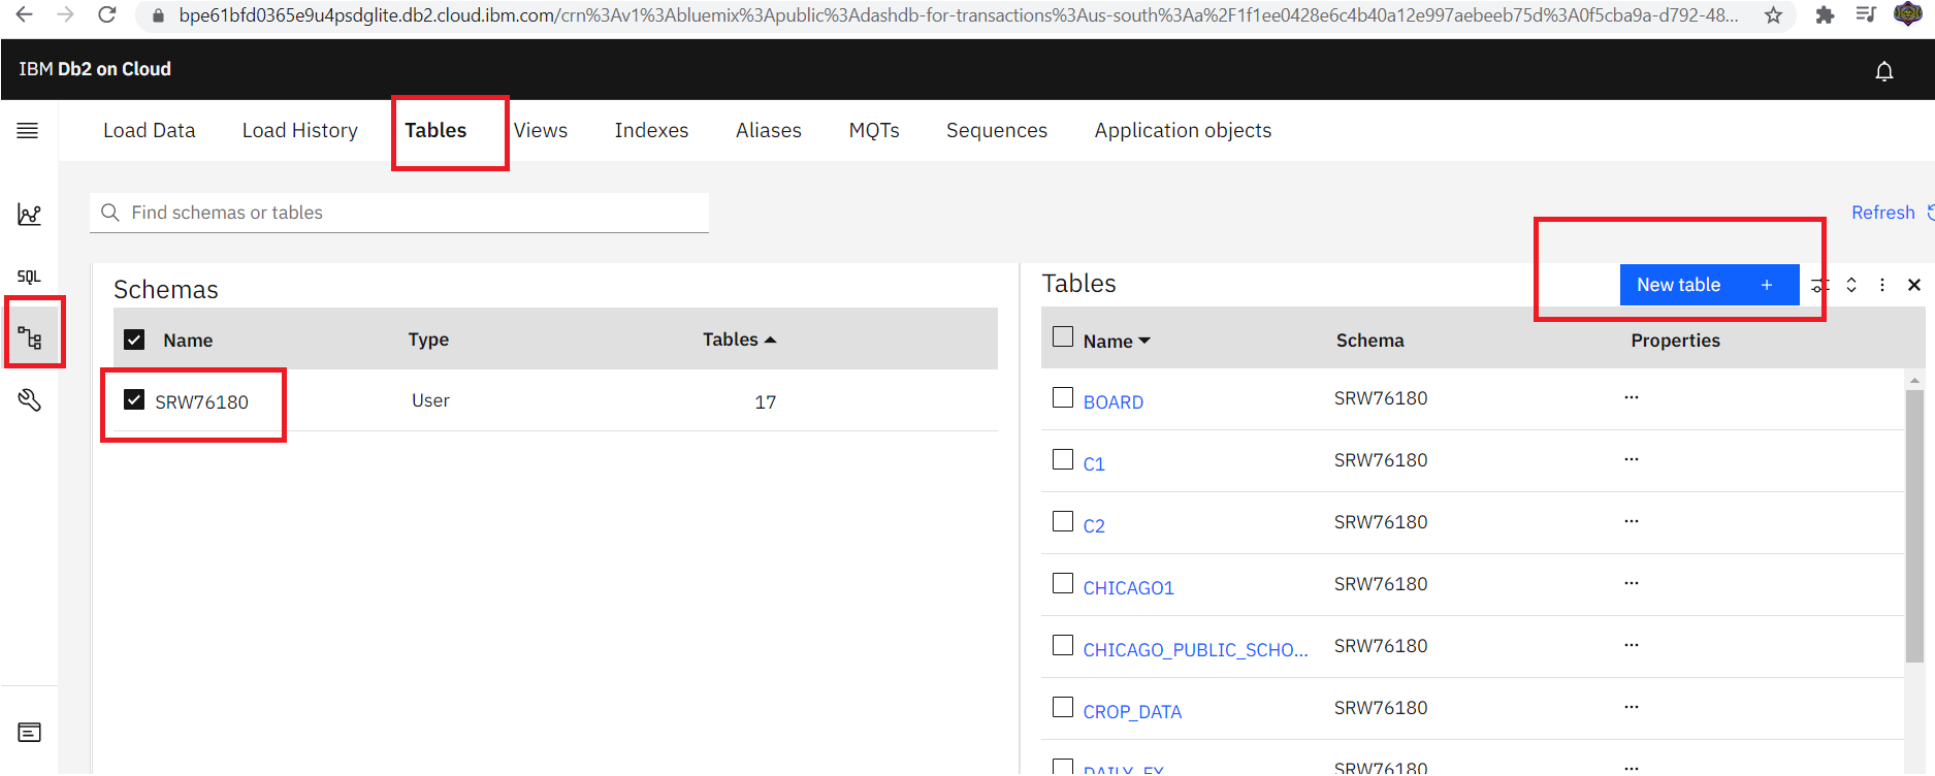 bpe61bfd0365e9u4psdglite.db2.cloud.ibm.com/crn%3Av1%3Abluemix%3Apublic%3Adashdb-for-transactions%3Aus-south%3Aa%2F1f1ee0428e6c4b40a12e997aebeeb75d%3A0f5cba9a-d792-48...
IBM Db2 on Cloud
Load Data Load History Tables Views Indexes Aliases MQTs Sequences Application objects
Find schemas or tables
Refresh
SQL
Schemas
Name Type Tables
SRW76180 User 17
Tables New table +
Name Schema Properties
BOARD SRW76180 ...
C1 SRW76180 ...
C2 SRW76180 ...
CHICAGO1 SRW76180 ...
CHICAGO_PUBLIC_SCHO... SRW76180 ...
CROP_DATA SRW76180 ...
DAILY_FX SRW76180 ...